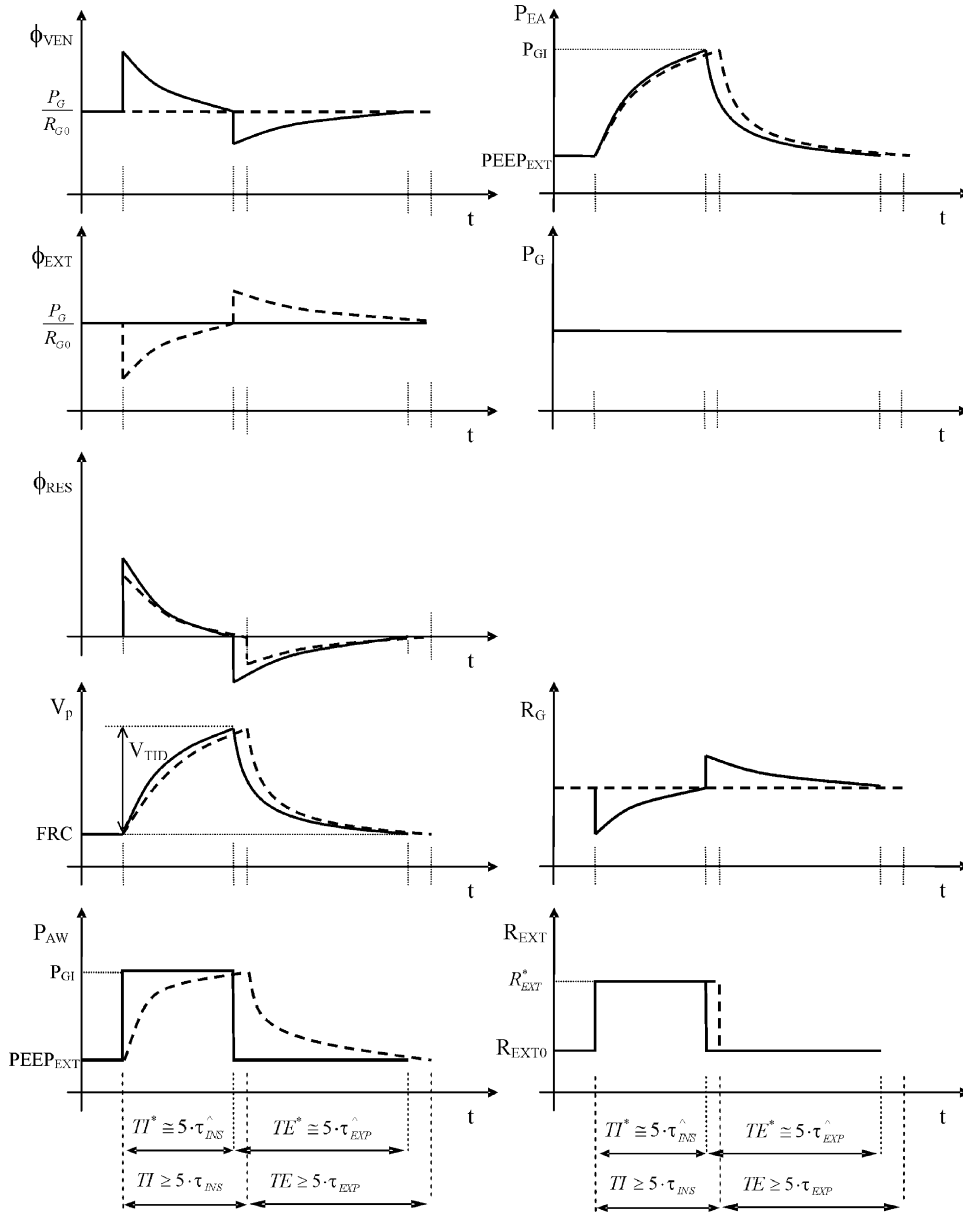 ϕVEN
PG
RG0
t
PEA
PGI
PEEPEXT
t
ϕEXT
PG
RG0
t
PG
t
ϕRES
t
Vp
VTID
FRC
t
RG
t
PAW
PGI
PEEPEXT
t
TI* ≅ 5·τ^INS
TE* ≅ 5·τ^EXP
TI ≥ 5·τINS
TE ≥ 5·τEXP
REXT
R*EXT
REXT0
t
TI* ≅ 5·τ^INS
TE* ≅ 5·τ^EXP
TI ≥ 5·τINS
TE ≥ 5·τEXP